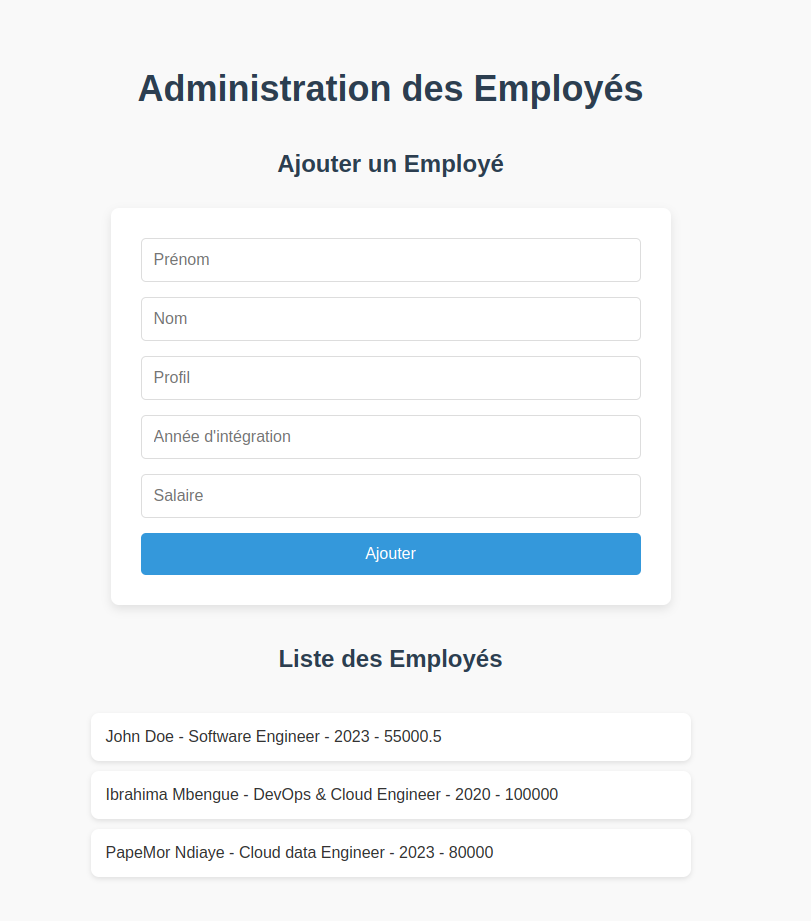 Administration des Employés
Ajouter un Employé
Prénom
Nom
Profil
Année d'intégration
Salaire
Ajouter
Liste des Employés
John Doe - Software Engineer - 2023 - 55000.5
Ibrahima Mbengue - DevOps & Cloud Engineer - 2020 - 100000
PapeMor Ndiaye - Cloud data Engineer - 2023 - 80000